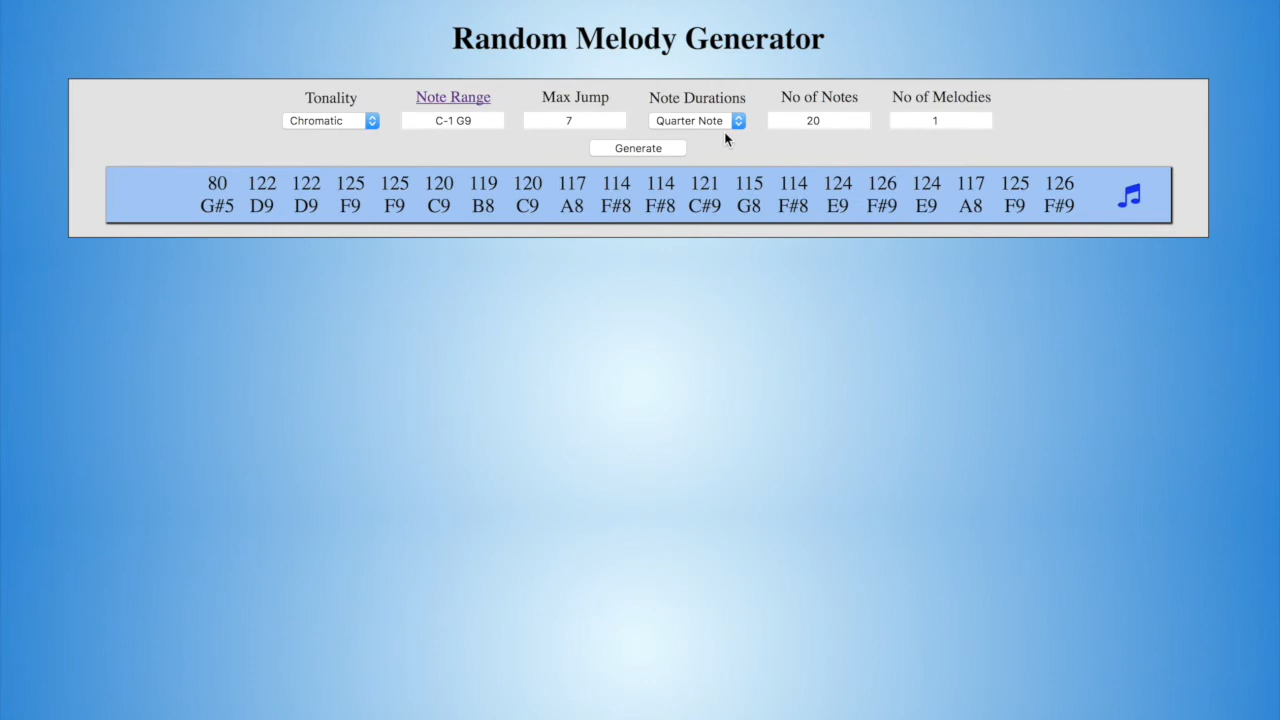 Random Melody Generator
Tonality Note Range Max Jump Note Durations No of Notes No of Melodies
Chromatic C-1 G9 7 Quarter Note 20 1
Generate
80 122 122 125 125 120 119 120 117 114 114 121 115 114 124 126 124 117 125 126
G#5 D9 D9 F9 F9 C9 B8 C9 A8 F#8 F#8 C#9 G8 F#8 E9 F#9 E9 A8 F9 F#9